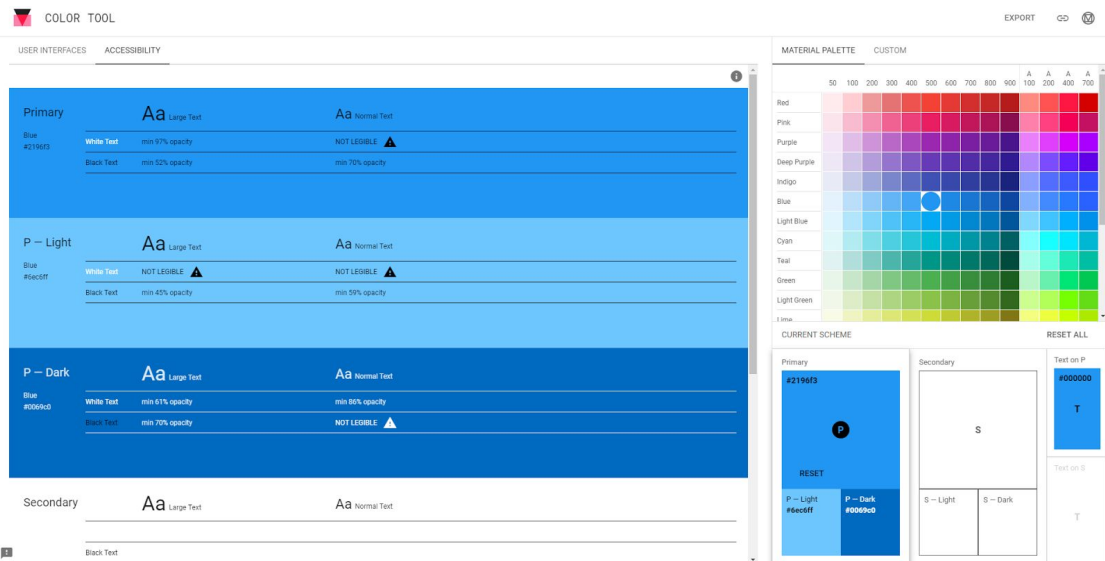 COLOR TOOL
EXPORT
USER INTERFACES ACCESSIBILITY
Primary Aa Large Text Aa Normal Text
Blue
#2196f3
White Text min 97% opacity NOT LEGIBLE
Black Text min 52% opacity min 70% opacity
P — Light Aa Large Text Aa Normal Text
Blue
#6ec6ff
White Text NOT LEGIBLE NOT LEGIBLE
Black Text min 45% opacity min 59% opacity
P — Dark Aa Large Text Aa Normal Text
Blue
#0069c0
White Text min 61% opacity min 86% opacity
Black Text min 70% opacity NOT LEGIBLE
Secondary Aa Large Text Aa Normal Text
Black Text
MATERIAL PALETTE CUSTOM
A A A A
50 100 200 300 400 500 600 700 800 900 100 200 400 700
Red
Pink
Purple
Deep Purple
Indigo
Blue
Light Blue
Cyan
Teal
Green
Light Green
Lime
CURRENT SCHEME RESET ALL
Primary Secondary Text on P
#2196f3 #000000
T
P S
RESET
Text on S
P — Light P — Dark S — Light S — Dark
#6ec6ff #0069c0
T